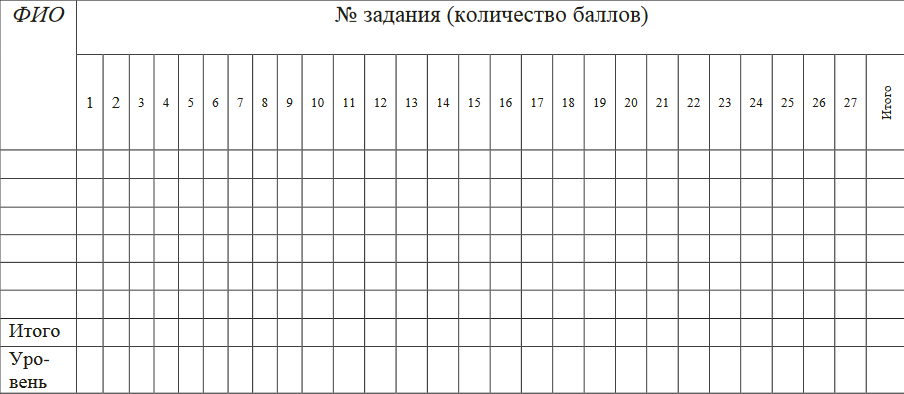 ФИО № задания (количество баллов)
1 2 3 4 5 6 7 8 9 10 11 12 13 14 15 16 17 18 19 20 21 22 23 24 25 26 27 Итого
Итого
Уро-
вень